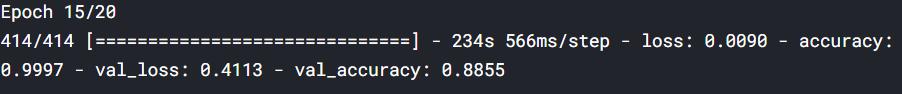 Epoch 15/20
414/414 [==============================] - 234s 566ms/step - loss: 0.0090 - accuracy:
0.9997 - val_loss: 0.4113 - val_accuracy: 0.8855